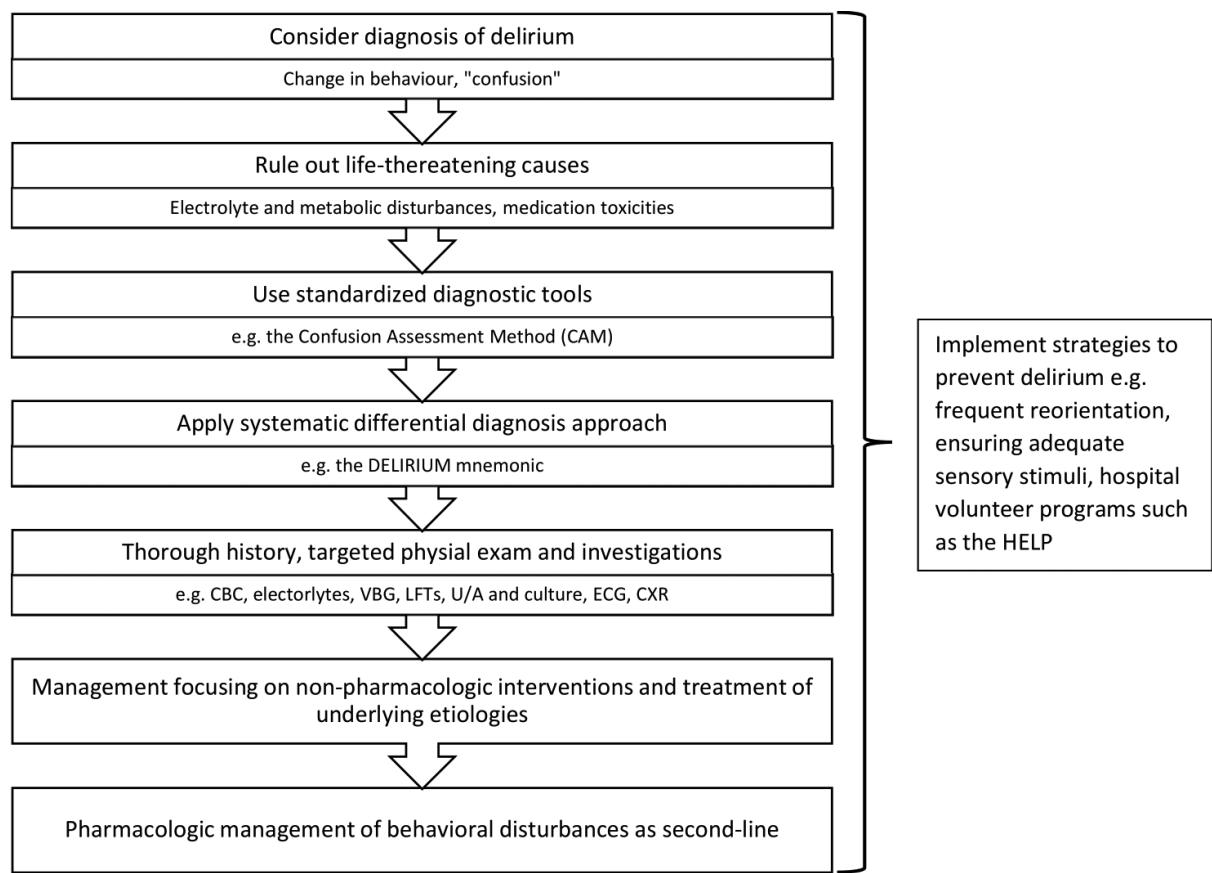 Consider diagnosis of delirium
Change in behaviour, "confusion"
Rule out life-thereatening causes
Electrolyte and metabolic disturbances, medication toxicities
Use standardized diagnostic tools
e.g. the Confusion Assessment Method (CAM)
Apply systematic differential diagnosis approach
e.g. the DELIRIUM mnemonic
Thorough history, targeted physial exam and investigations
e.g. CBC, electorlytes, VBG, LFTs, U/A and culture, ECG, CXR
Management focusing on non-pharmacologic interventions and treatment of
underlying etiologies
Pharmacologic management of behavioral disturbances as second-line
Implement strategies to
prevent delirium e.g.
frequent reorientation,
ensuring adequate
sensory stimuli, hospital
volunteer programs such
as the HELP